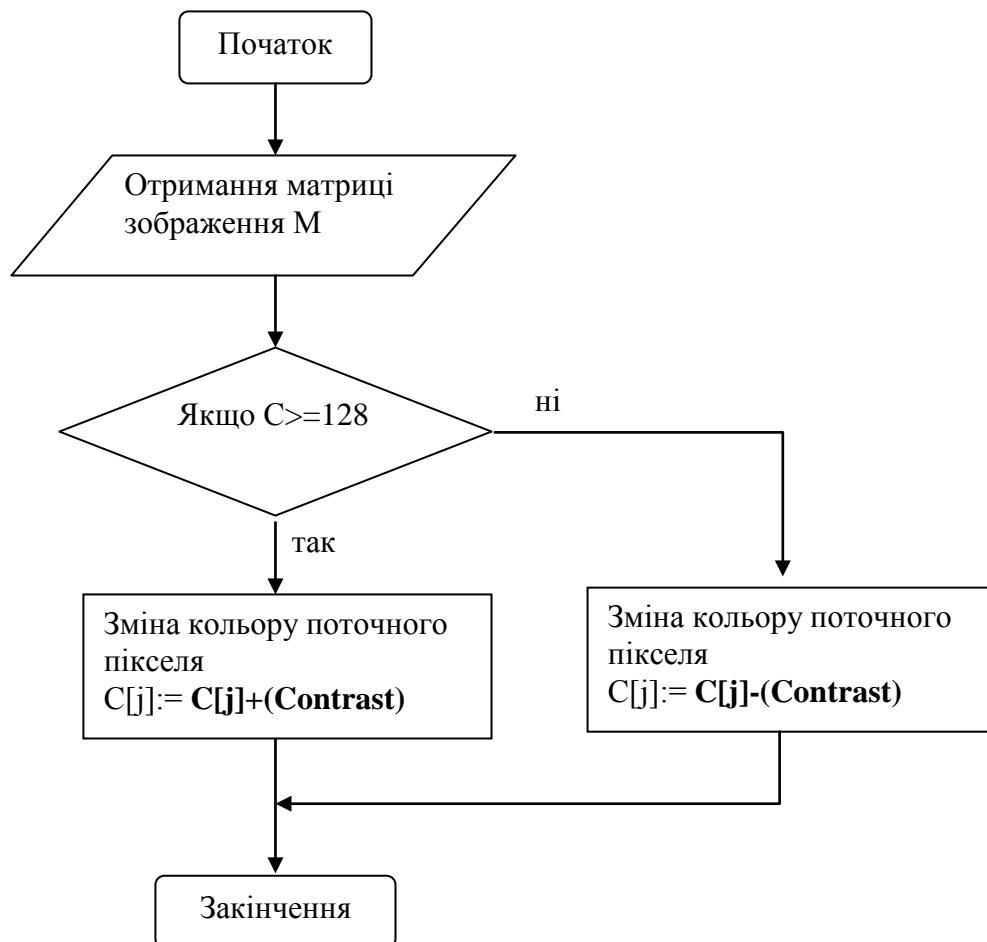 Початок
Отримання матриці
зображення М
Якщо С>=128
ні
так
Зміна кольору поточного
пікселя
C[j]:= C[j]+(Contrast)
Зміна кольору поточного
пікселя
C[j]:= C[j]-(Contrast)
Закінчення